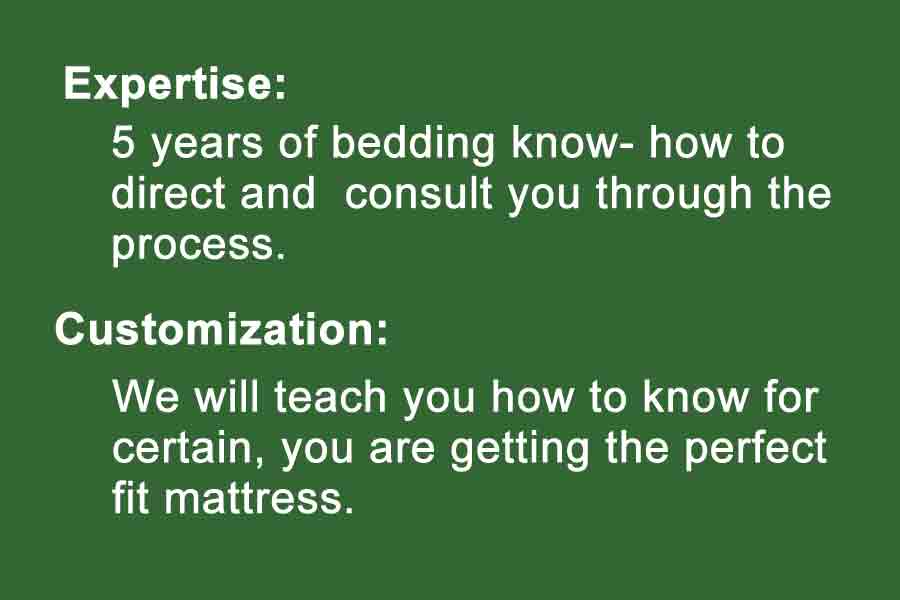 Expertise:
5 years of bedding know- how to
direct and  consult you through the
process.
Customization:
We will teach you how to know for
certain, you are getting the perfect
fit mattress.